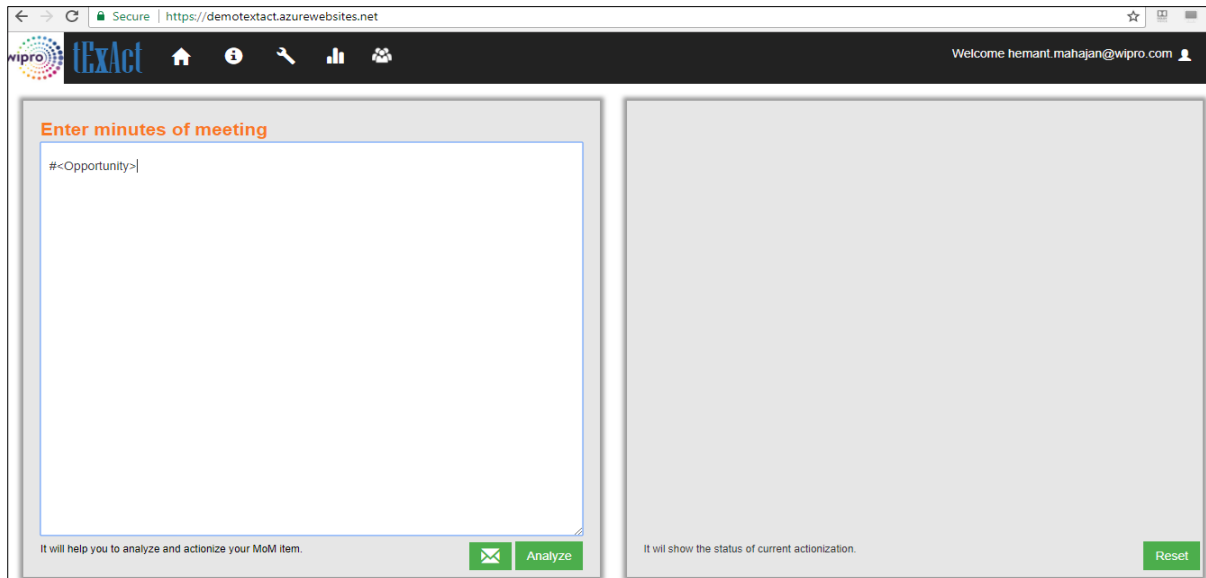 Secure | https://demotextact.azurewebsites.net
wipro tExAct Welcome hemant.mahajan@wipro.com
Enter minutes of meeting
#<Opportunity>
It will help you to analyze and actionize your MoM item.
Analyze
It wil show the status of current actionization.
Reset